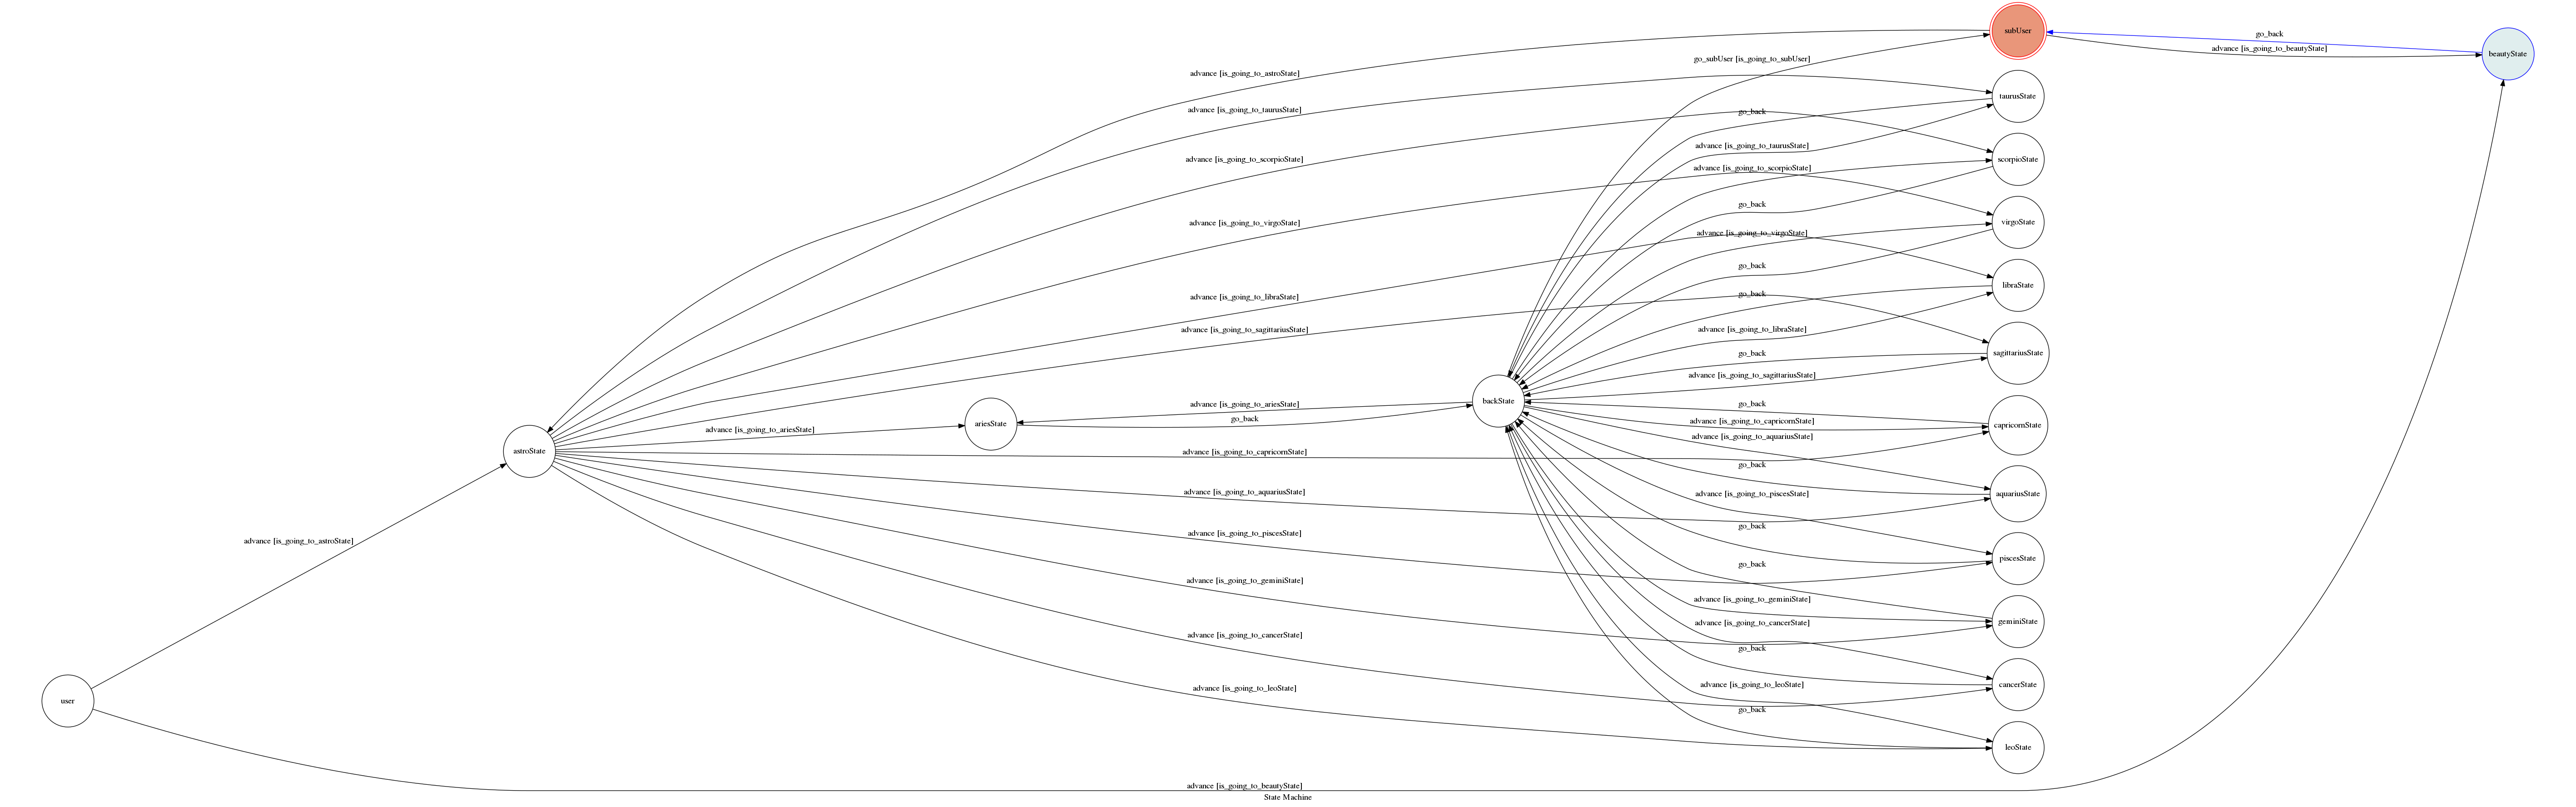 subUser
go_back
advance [is_going_to_beautyState]
beautyState
go_subUser [is_going_to_subUser]
advance [is_going_to_astroState]
taurusState
advance [is_going_to_taurusState]
go_back
advance [is_going_to_taurusState]
advance [is_going_to_scorpioState]
scorpioState
advance [is_going_to_scorpioState]
go_back
advance [is_going_to_virgoState]
virgoState
advance [is_going_to_virgoState]
go_back
libraState
advance [is_going_to_libraState]
go_back
advance [is_going_to_sagittariusState]
advance [is_going_to_libraState]
go_back
sagittariusState
advance [is_going_to_sagittariusState]
backState
advance [is_going_to_ariesState]
go_back
go_back
ariesState
advance [is_going_to_capricornState]
capricornState
advance [is_going_to_ariesState]
advance [is_going_to_aquariusState]
astroState
advance [is_going_to_capricornState]
go_back
advance [is_going_to_aquariusState]
advance [is_going_to_piscesState]
aquariusState
go_back
advance [is_going_to_piscesState]
advance [is_going_to_astroState]
piscesState
go_back
advance [is_going_to_geminiState]
advance [is_going_to_geminiState]
geminiState
advance [is_going_to_cancerState]
advance [is_going_to_cancerState]
go_back
cancerState
advance [is_going_to_leoState]
advance [is_going_to_leoState]
user
go_back
leoState
advance [is_going_to_beautyState]
State Machine